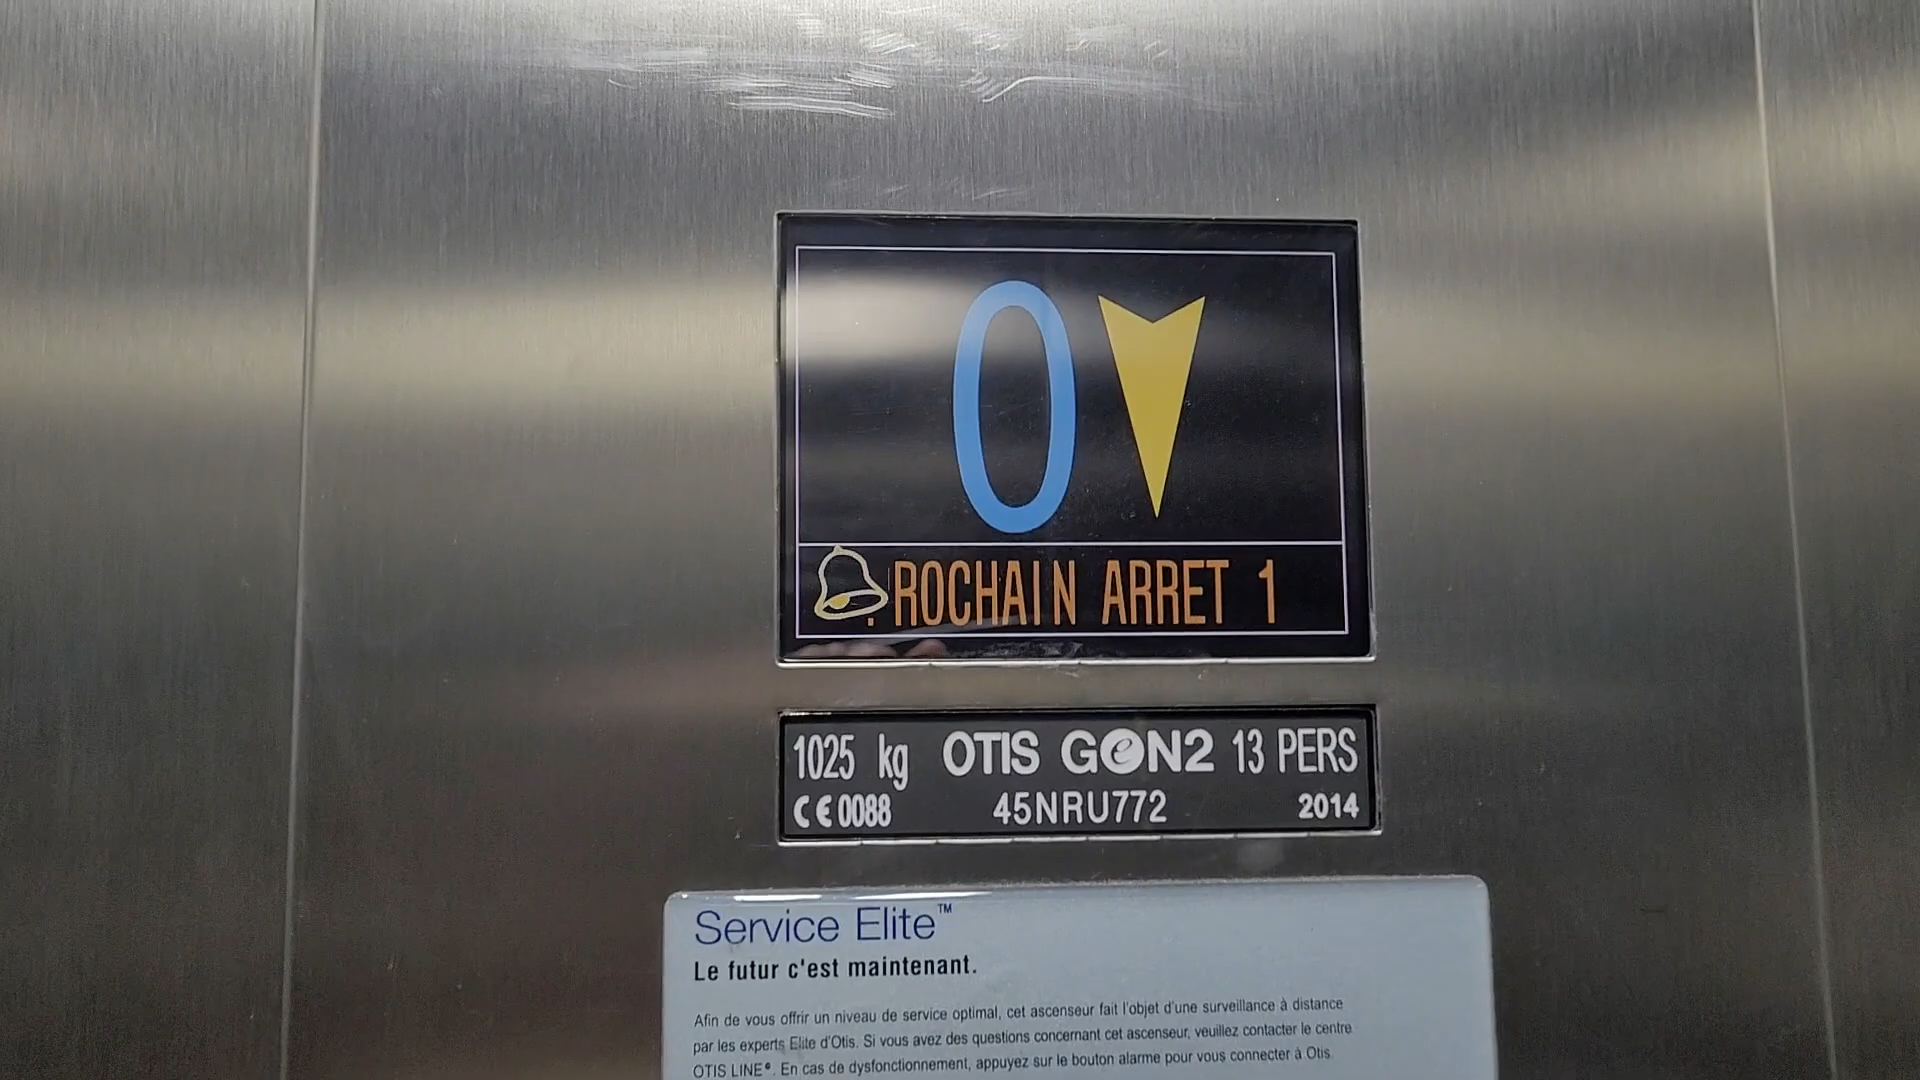 0
.ROCHAIN ARRET 1
1025 kg OTIS GeN2 13 PERS
CE 0088 45NRU772 2014
Service Elite™
Le futur c'est maintenant.
Afin de vous offrir un niveau de service optimal, cet ascenseur fait l'objet d'une surveillance à distance
par les experts Elite d'Otis. Si vous avez des questions concernant cet ascenseur, veuillez contacter le centre
OTIS LINE®. En cas de dysfonctionnement, appuyez sur le bouton alarme pour vous connecter à Otis